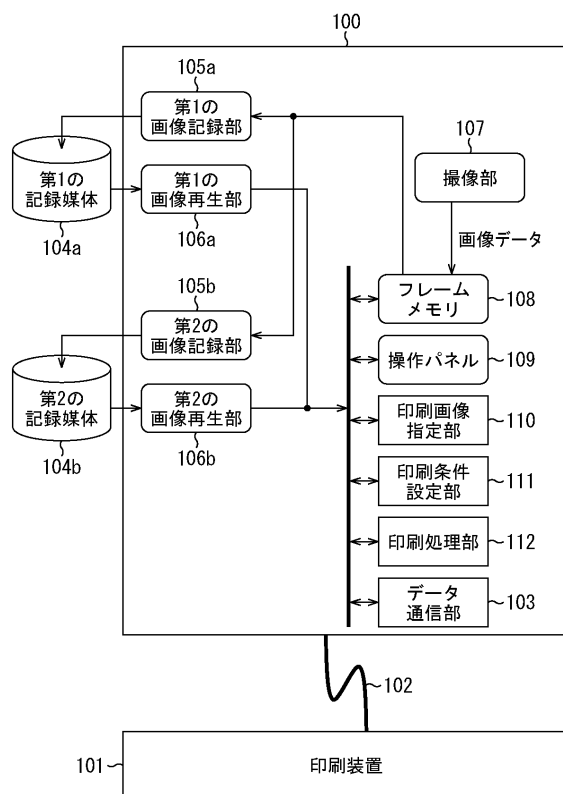 100
105a
第1の
画像記録部
107
撮像部
第1の
記録媒体
104a
第1の
画像再生部
106a
画像データ
105b
第2の
画像記録部
フレーム
メモリ
108
操作パネル
109
第2の
記録媒体
104b
第2の
画像再生部
106b
印刷画像
指定部
110
印刷条件
設定部
111
印刷処理部
112
データ
通信部
103
102
101
印刷装置